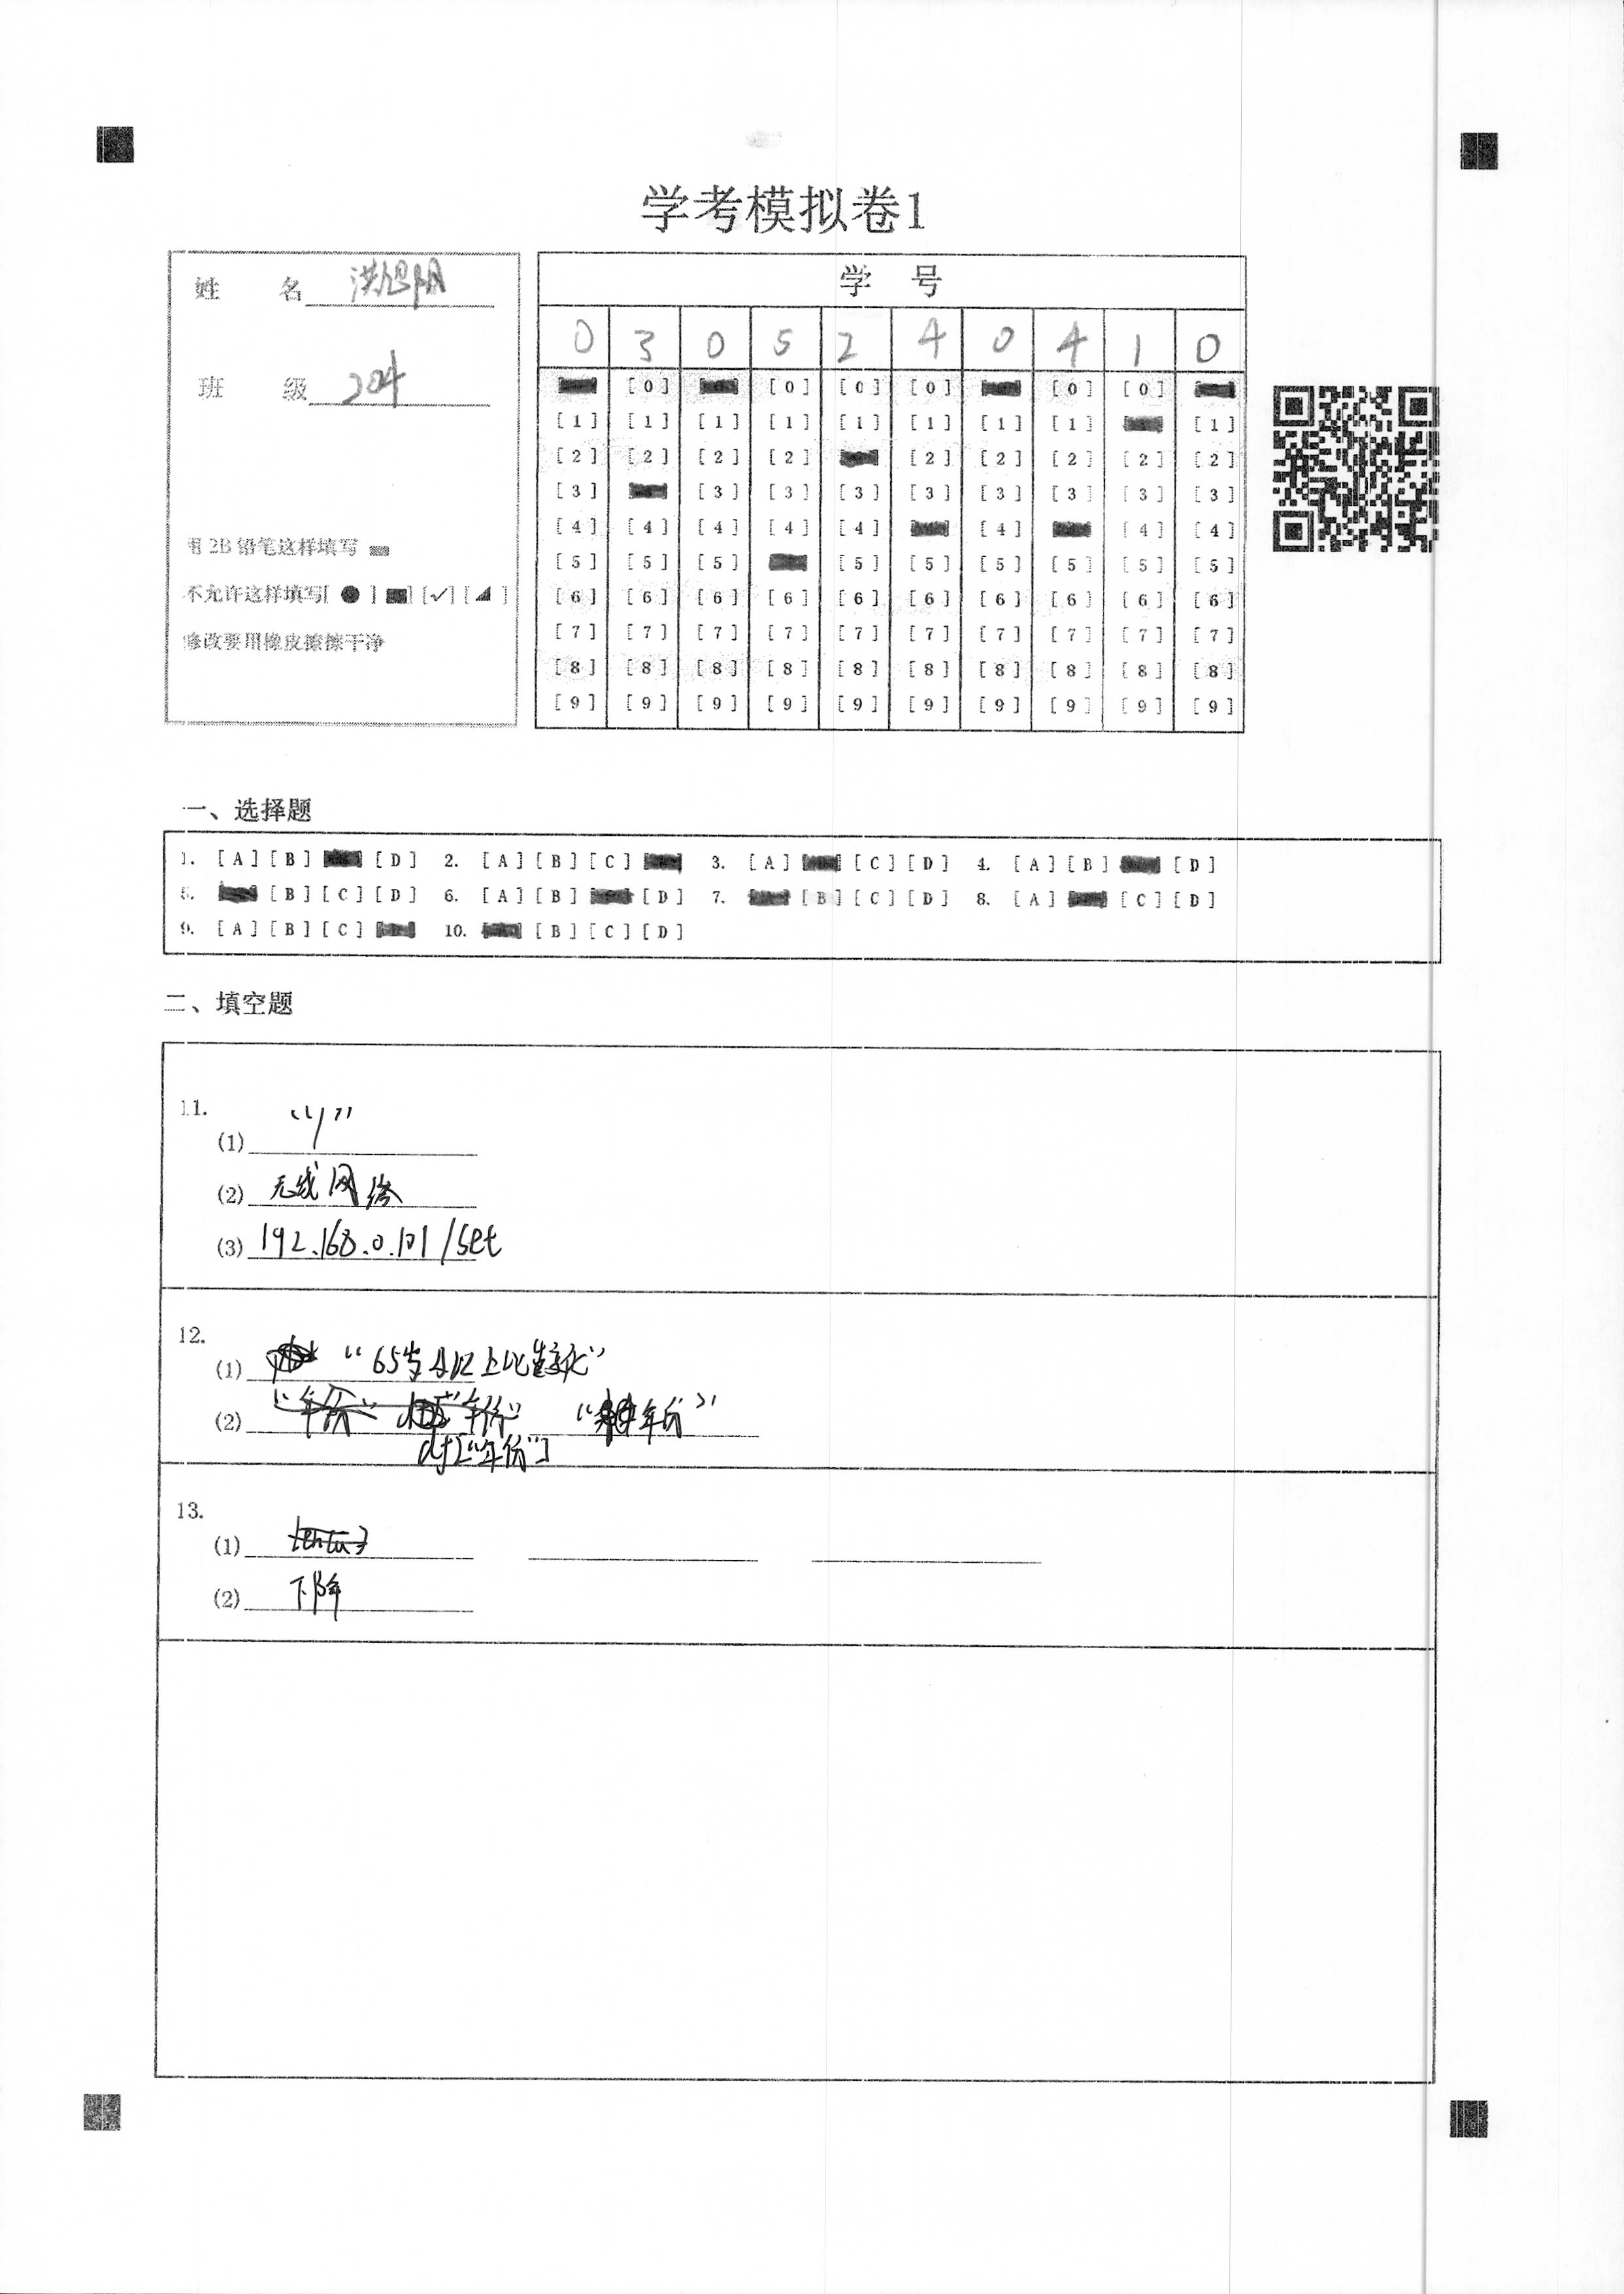 学考模拟卷1
姓 名 洪旭阳
班 级 204
用 2B 铅笔这样填写
不允许这样填写[ ● ] [ ✓ ] [ ◢ ]
修改要用橡皮擦擦干净
学 号
0 3 0 5 2 4 0 4 1 0
[0] [0] [0] [0] [0] [0]
[1] [1] [1] [1] [1] [1] [1] [1] [1]
[2] [2] [2] [2] [2] [2] [2] [2] [2]
[3] [3] [3] [3] [3] [3] [3] [3] [3]
[4] [4] [4] [4] [4] [4] [4] [4]
[5] [5] [5] [5] [5] [5] [5] [5] [5]
[6] [6] [6] [6] [6] [6] [6] [6] [6] [6]
[7] [7] [7] [7] [7] [7] [7] [7] [7] [7]
[8] [8] [8] [8] [8] [8] [8] [8] [8] [8]
[9] [9] [9] [9] [9] [9] [9] [9] [9] [9]
一、选择题
1. [A] [B] [D] 2. [A] [B] [C] 3. [A] [C] [D] 4. [A] [B] [D]
5. [B] [C] [D] 6. [A] [B] [D] 7. [B] [C] [D] 8. [A] [C] [D]
9. [A] [B] [C] 10. [B] [C] [D]
二、填空题
11.
(1) "1"
(2) 无线网络
(3) 192.168.0.101/set
12.
(1) "65岁及以上比重变化"
(2) "年份" "年份" "年份"
df["年份"]
13.
(1)
(2) 下降